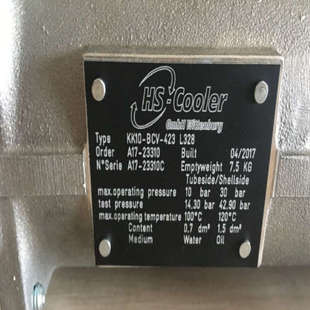 HS-Cooler
GmbH Wittenburg
Type KK10-BCV-423 L328
Order A17-23310 Built 04/2017
N°Serie A17-23310C Emptyweight 7,5 KG
Tubeside/Shellside
max.operating pressure 10 bar 30 bar
test pressure 14,30 bar 42,90 bar
max.operating temperature 100°C 120°C
Content 0.7 dm³ 1.5 dm³
Medium Water Oil